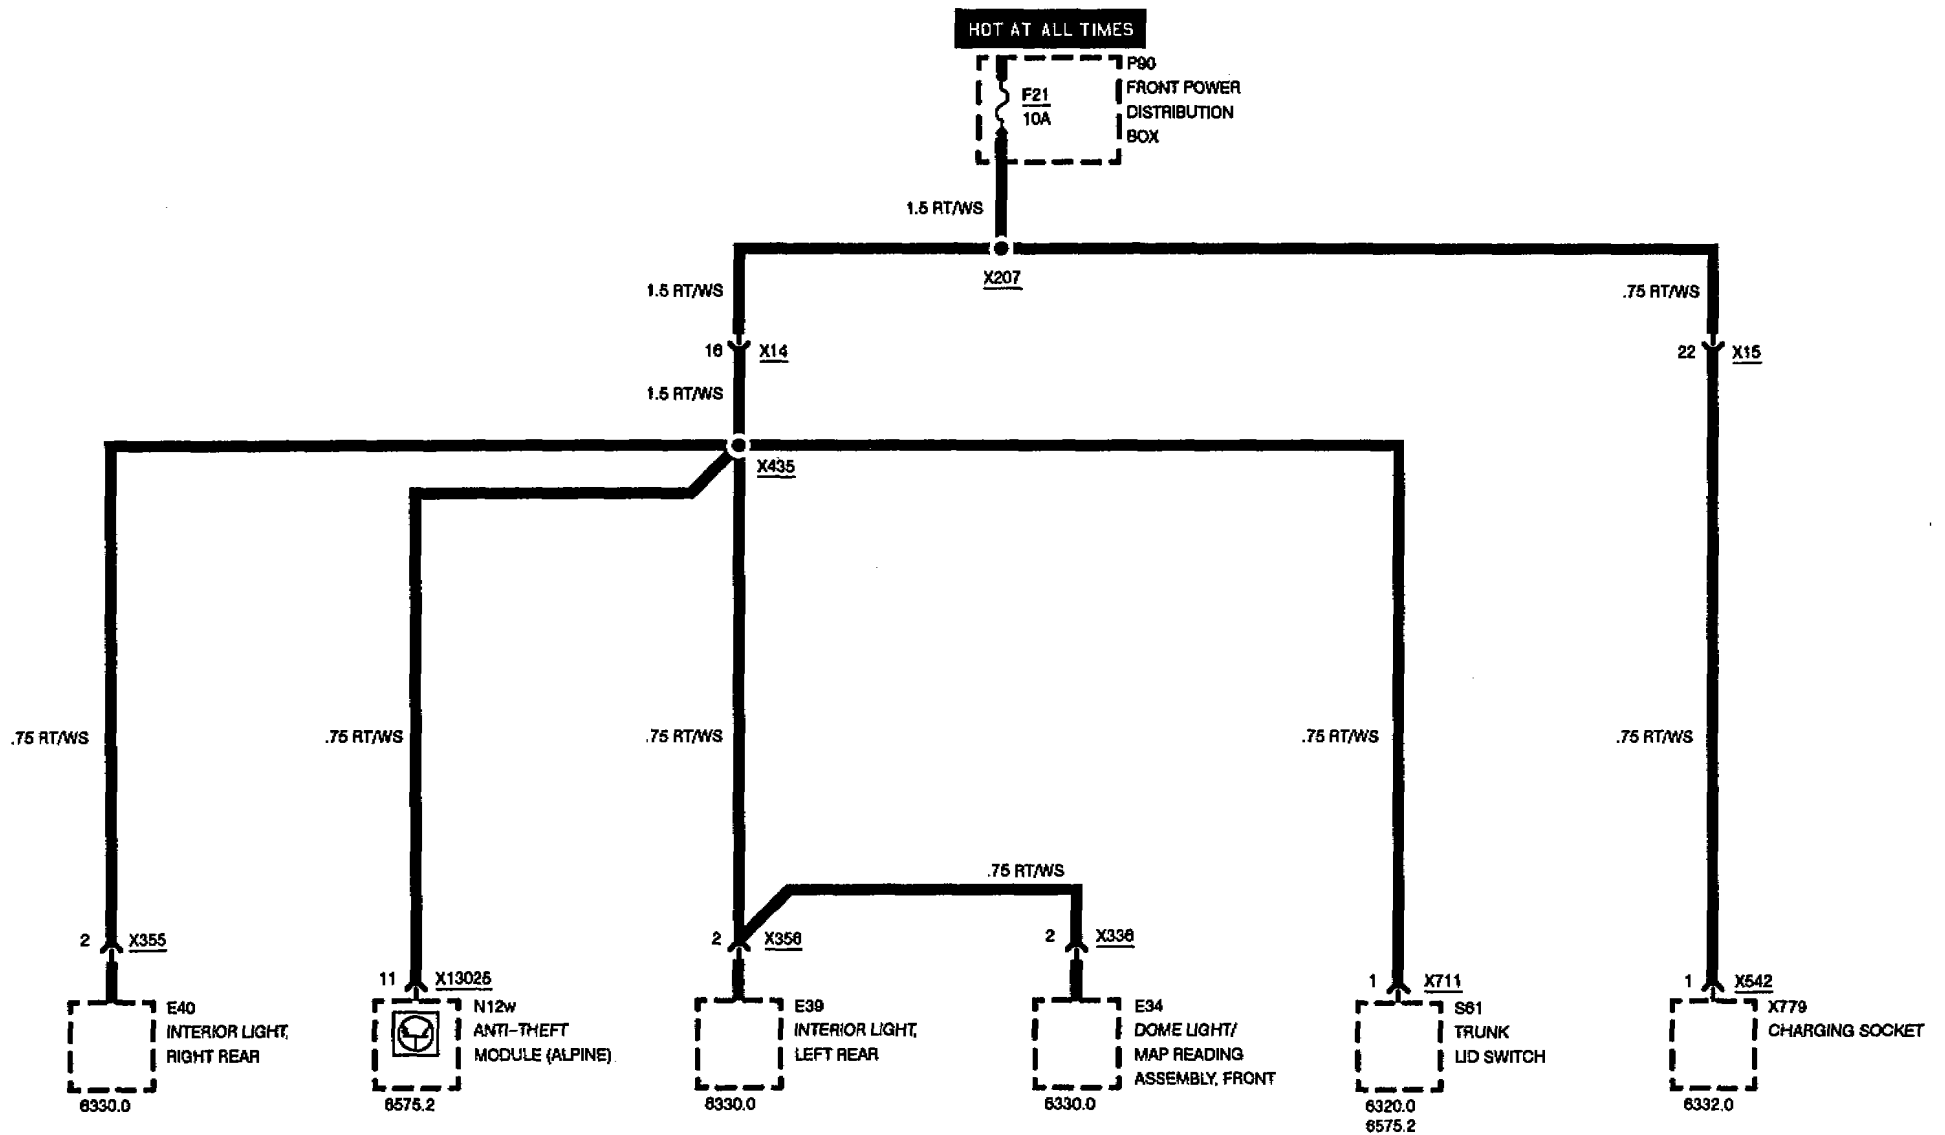 HOT AT ALL TIMES
P90
FRONT POWER
DISTRIBUTION
BOX
F21
10A
1.5 RT/WS
X207
1.5 RT/WS
.75 RT/WS
16 X14
22 X15
1.5 RT/WS
X435
.75 RT/WS
.75 RT/WS
.75 RT/WS
.75 RT/WS
.75 RT/WS
.75 RT/WS
2 X355
2 X356
2 X336
11 X13025
1 X711
1 X542
E40
INTERIOR LIGHT,
RIGHT REAR
6330.0
N12w
ANTI-THEFT
MODULE (ALPINE)
6575.2
E39
INTERIOR LIGHT,
LEFT REAR
6330.0
E34
DOME LIGHT/
MAP READING
ASSEMBLY, FRONT
6330.0
S61
TRUNK
LID SWITCH
6320.0
6575.2
X779
CHARGING SOCKET
6332.0